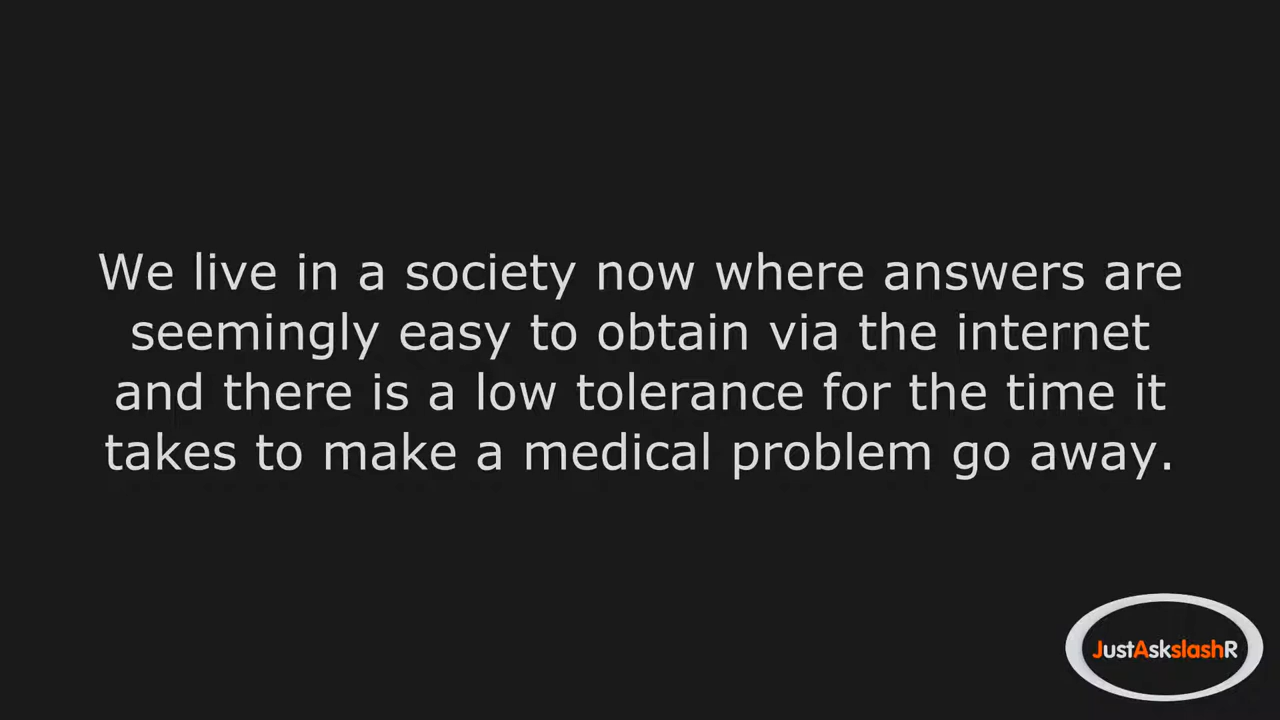 We live in a society now where answers are
seemingly easy to obtain via the internet
and there is a low tolerance for the time it
takes to make a medical problem go away.
JustAskslashR